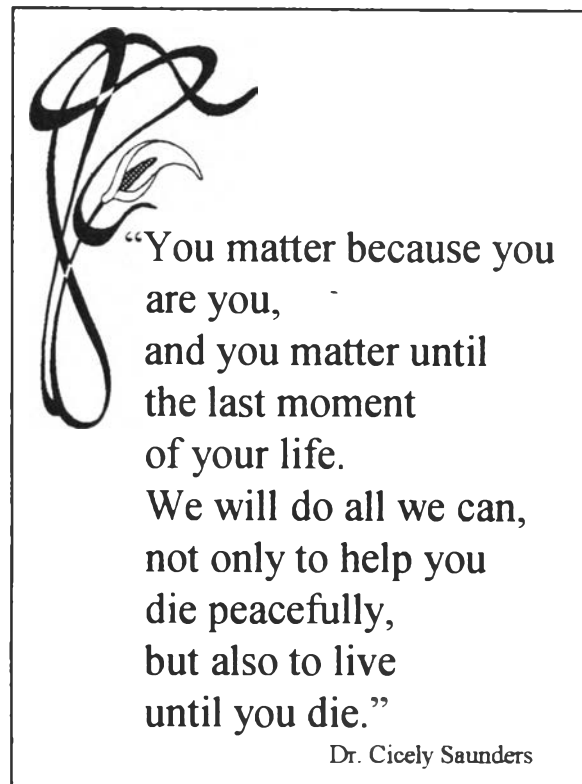 “You matter because you
are you,
and you matter until
the last moment
of your life.
We will do all we can,
not only to help you
die peacefully,
but also to live
until you die.”
Dr. Cicely Saunders